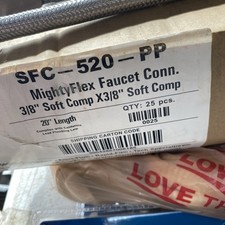 SFC-520-PP
MightyFlex Faucet Conn.
3/8" Soft Comp X3/8" Soft Comp
20" Length
QTY: 25 pcs.
0025
SHIPPING CARTON CODE
LOVE
LOVE T